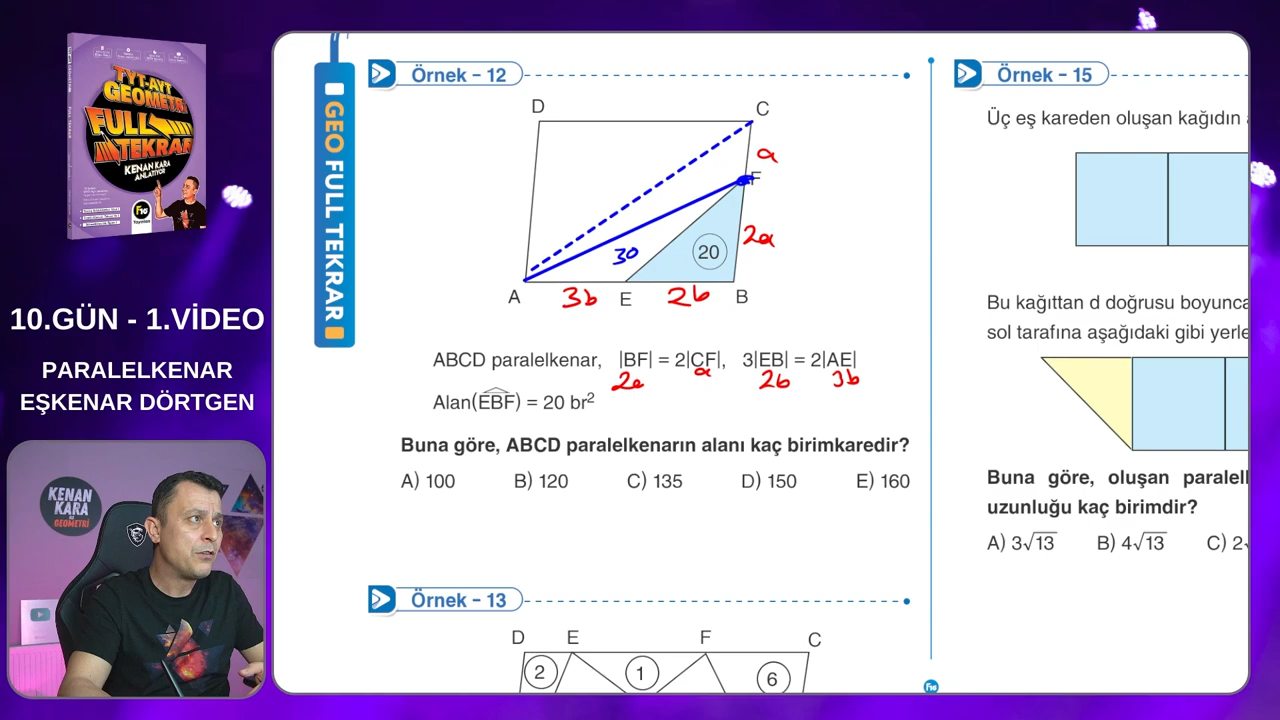 TYT-AYT
GEOMETRİ
FULL
TEKRAR
KENAN KARA
ANLATIYOR
F10
10.GÜN - 1.VİDEO
PARALELKENAR
EŞKENAR DÖRTGEN
KENAN
KARA
GEOMETRİ
GEO FULL TEKRAR
Örnek - 12
D
C
a
F
2a
30
20
A
3b
E
2b
B
ABCD paralelkenar, |BF| = 2|CF|, 3|EB| = 2|AE|
2a a 2b 3b
Alan(EBF) = 20 br²
Buna göre, ABCD paralelkenarın alanı kaç birimkaredir?
A) 100 B) 120 C) 135 D) 150 E) 160
Örnek - 13
D E F C
2 1 6
Örnek - 15
Üç eş kareden oluşan kağıdın
Bu kağıttan d doğrusu boyunca
sol tarafına aşağıdaki gibi yerle
Buna göre, oluşan paralel
uzunluğu kaç birimdir?
A) 3√13 B) 4√13 C) 2
F10